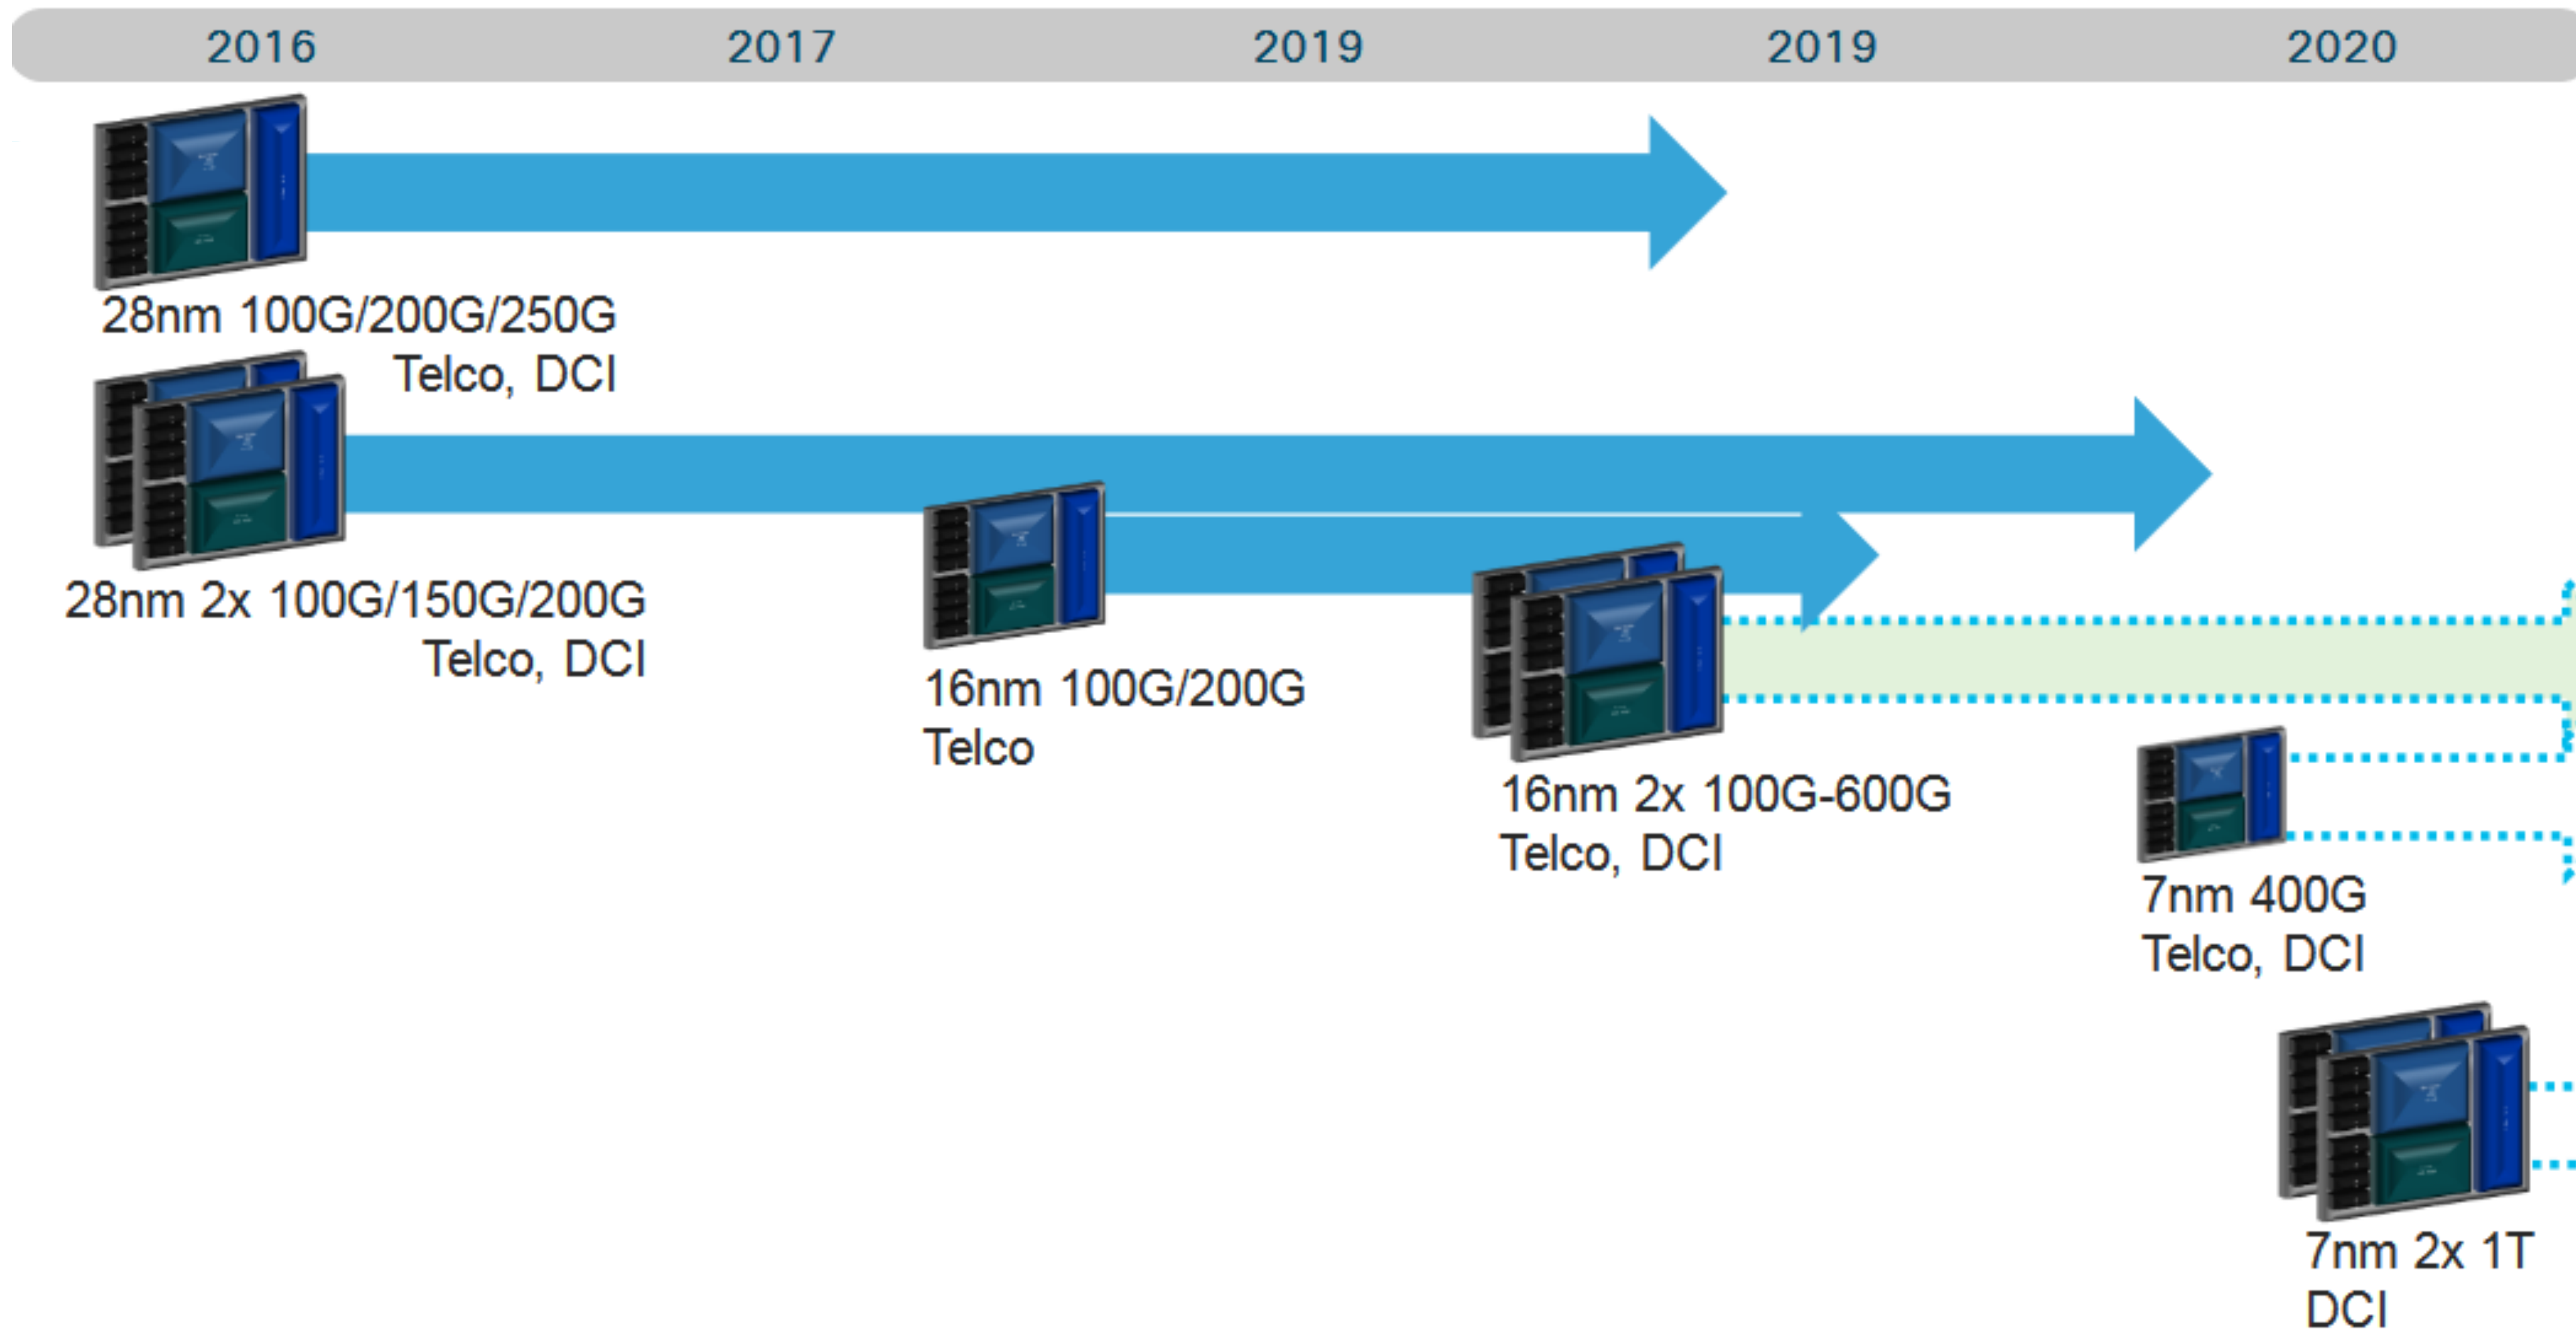 2016 2017 2019 2019 2020
28nm 100G/200G/250G
Telco, DCI
28nm 2x 100G/150G/200G
Telco, DCI
16nm 100G/200G
Telco
16nm 2x 100G-600G
Telco, DCI
7nm 400G
Telco, DCI
7nm 2x 1T
DCI